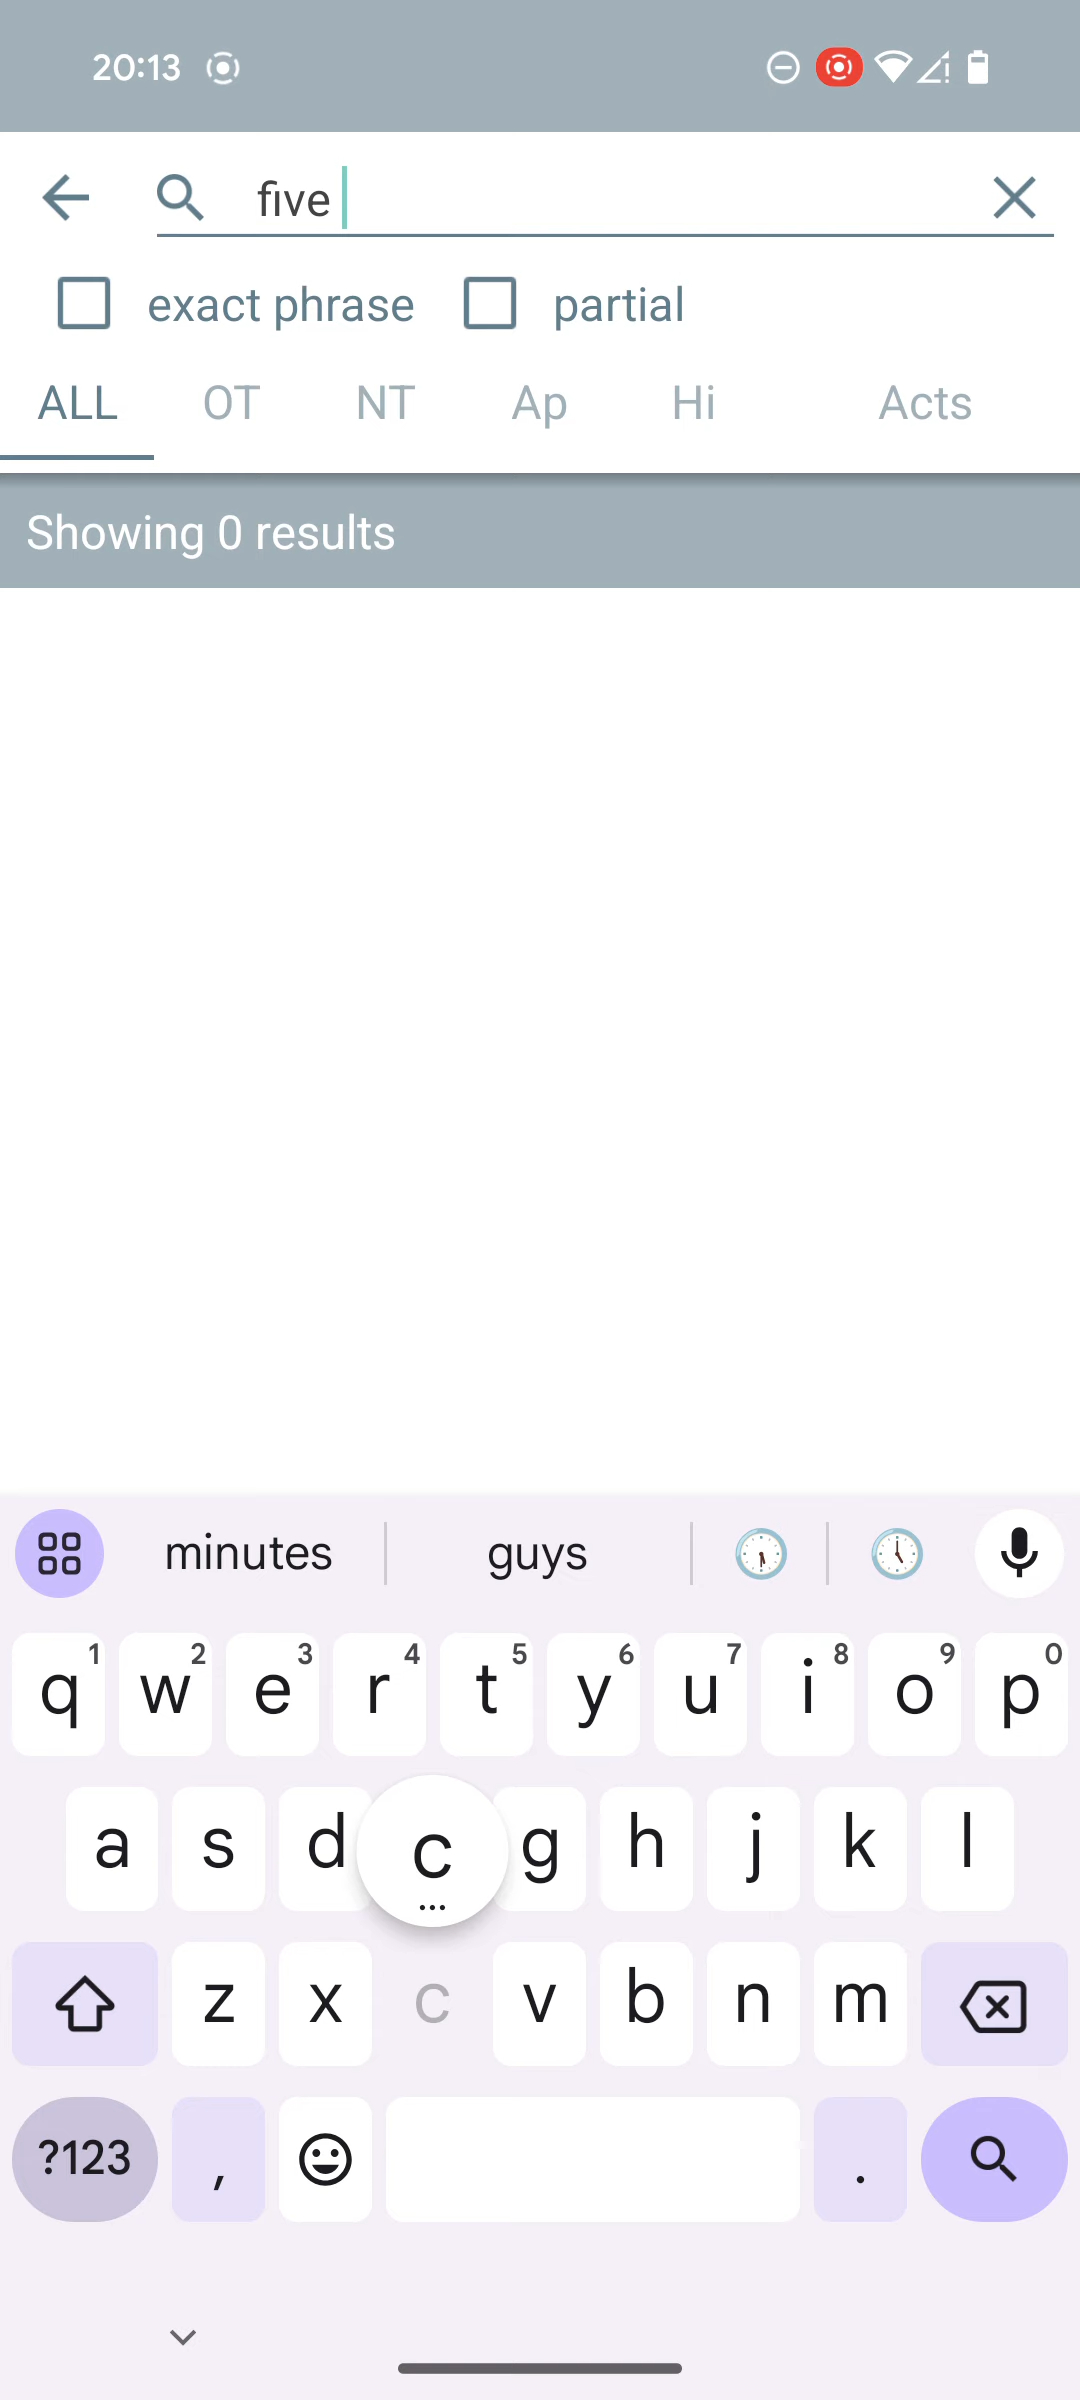 20:13
five
exact phrase partial
ALL OT NT Ap Hi Acts
Showing 0 results
minutes guys
q1 w2 e3 r4 t5 y6 u7 i8 o9 p0
a s d c g h j k l
...
z x c v b n m
?123 , .